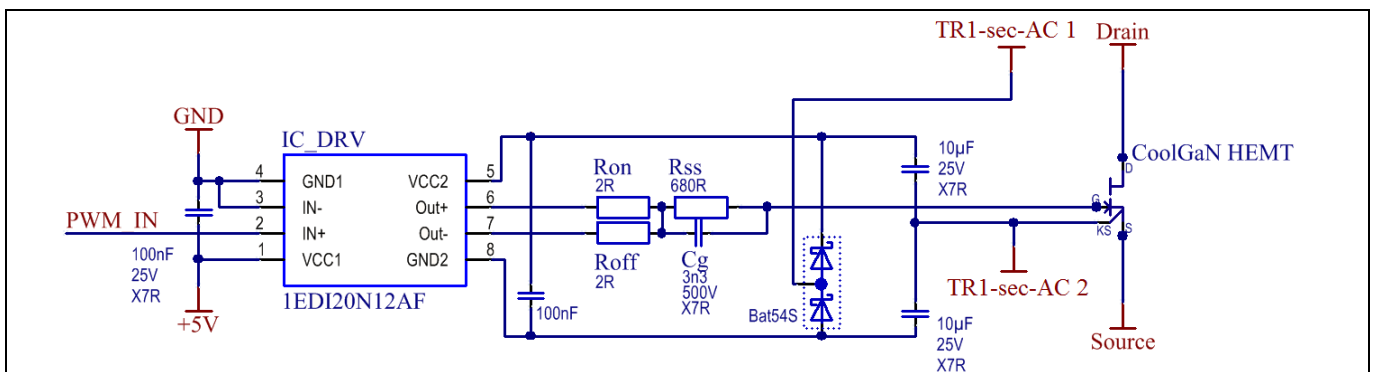 TR1-sec-AC 1
Drain
GND
IC_DRV
10µF
25V
X7R
CoolGaN HEMT
D
Ron
2R
Rss
680R
4
GND1
VCC2
5
3
IN-
Out+
6
G
PWM_IN
2
IN+
Out-
7
KS
S
1
VCC1
GND2
8
100nF
25V
X7R
Roff
2R
Cg
3n3
500V
X7R
TR1-sec-AC 2
1EDI20N12AF
100nF
Bat54S
+5V
10µF
25V
X7R
Source